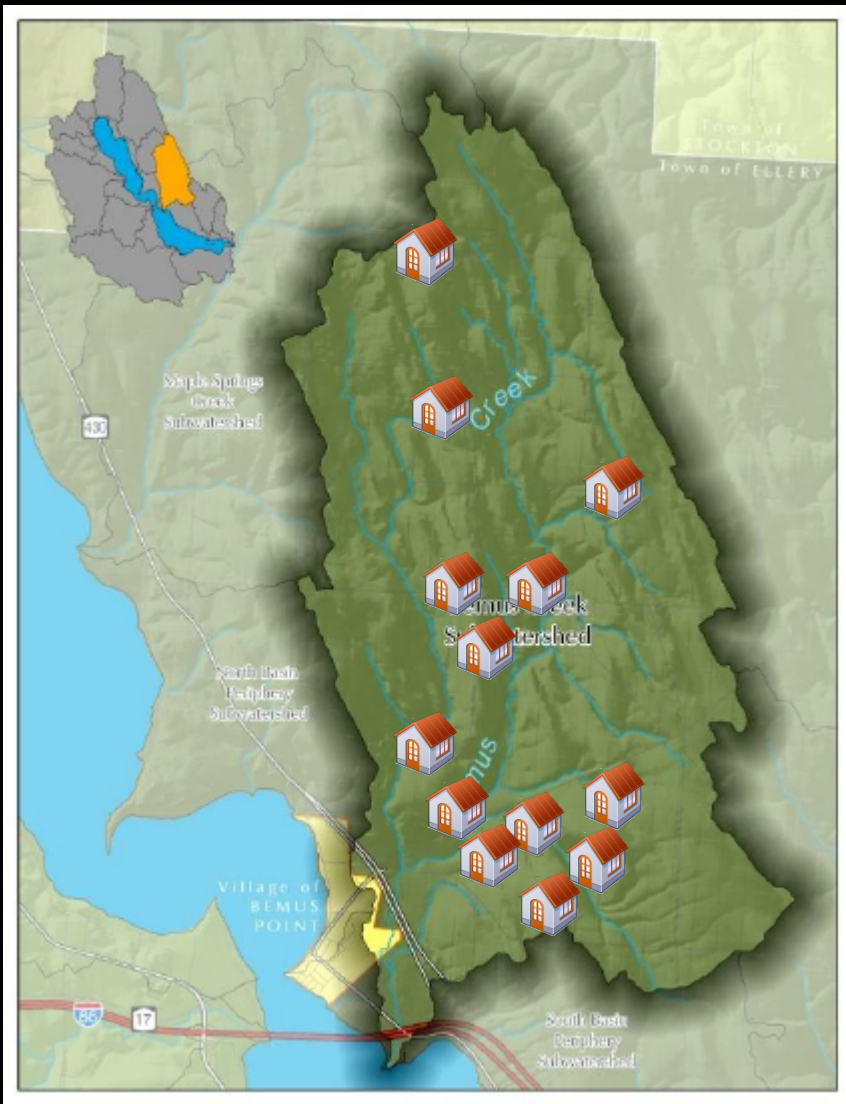 Town of
STOCKTON
Town of ELLERY
Maple Springs
Creek
Subwatershed
430
Creek
Creek
Subwatershed
North Basin
Periphery
Subwatershed
Village of
BEMUS
POINT
86
17
South Basin
Periphery
Subwatershed